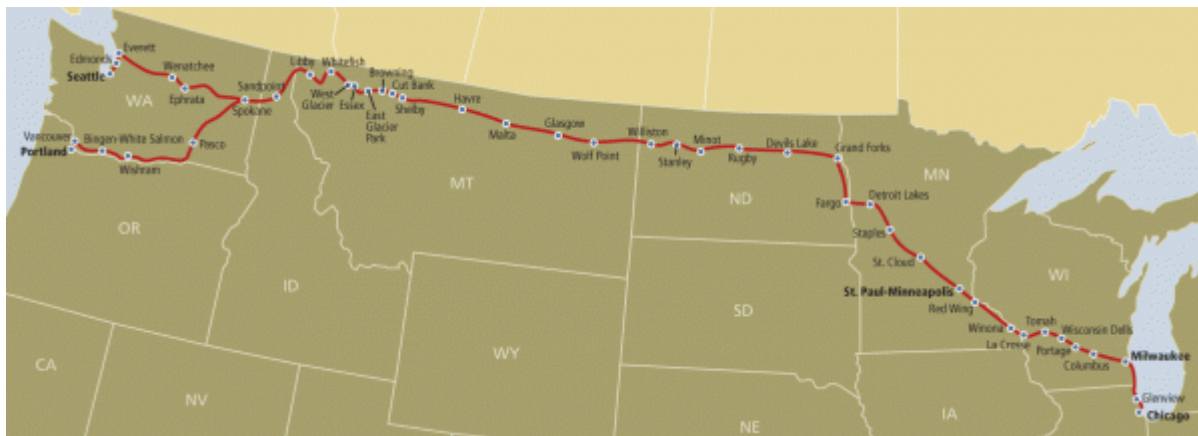 Everett
Edmonds
Seattle
Wenatchee
Ephrata
WA
Spokane
Sandpoint
Libby
Whitefish
West
Glacier
Essex
East
Glacier
Park
Browning
Cut Bank
Shelby
Havre
Malta
Glasgow
Wolf Point
Williston
Stanley
Minot
Rugby
Devils Lake
Grand Forks
Vancouver
Portland
Bingen-White Salmon
Wishram
Pasco
MT
ND
MN
Fargo
Detroit Lakes
Staples
St. Cloud
St. Paul-Minneapolis
Red Wing
Winona
La Crosse
Tomah
Wisconsin Dells
Portage
Columbus
Milwaukee
Glenview
Chicago
OR
ID
WI
SD
WY
CA
NV
NE
IA